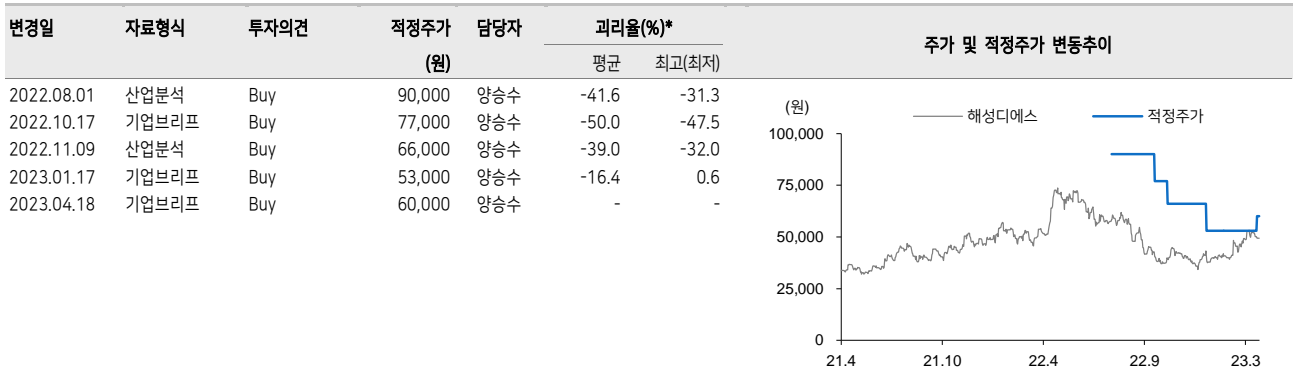 변경일 자료형식 투자의견 적정주가 담당자 괴리율(%)* 주가 및 적정주가 변동추이
(원) 평균 최고(최저)
2022.08.01 산업분석 Buy 90,000 양승수 -41.6 -31.3
2022.10.17 기업브리프 Buy 77,000 양승수 -50.0 -47.5
2022.11.09 산업분석 Buy 66,000 양승수 -39.0 -32.0
2023.01.17 기업브리프 Buy 53,000 양승수 -16.4 0.6
2023.04.18 기업브리프 Buy 60,000 양승수 - -
(원) 해성디에스 적정주가
100,000
75,000
50,000
25,000
0
21.4 21.10 22.4 22.9 23.3